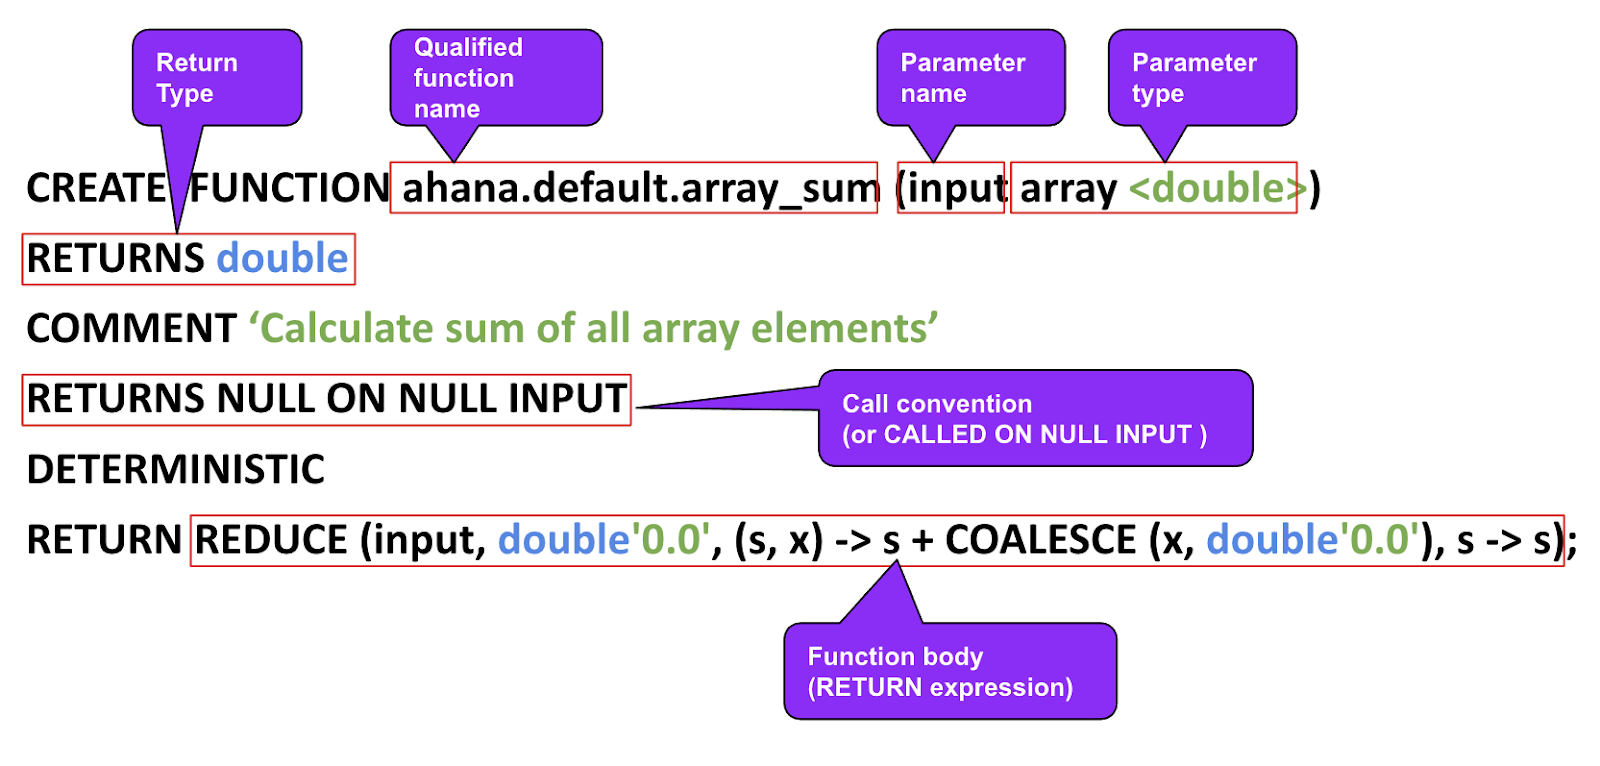 Return
Type
Qualified
function
name
Parameter
name
Parameter
type
CREATE FUNCTION ahana.default.array_sum (input array <double>)
RETURNS double
COMMENT ‘Calculate sum of all array elements’
RETURNS NULL ON NULL INPUT
Call convention
(or CALLED ON NULL INPUT )
DETERMINISTIC
RETURN REDUCE (input, double'0.0', (s, x) -> s + COALESCE (x, double'0.0'), s -> s);
Function body
(RETURN expression)